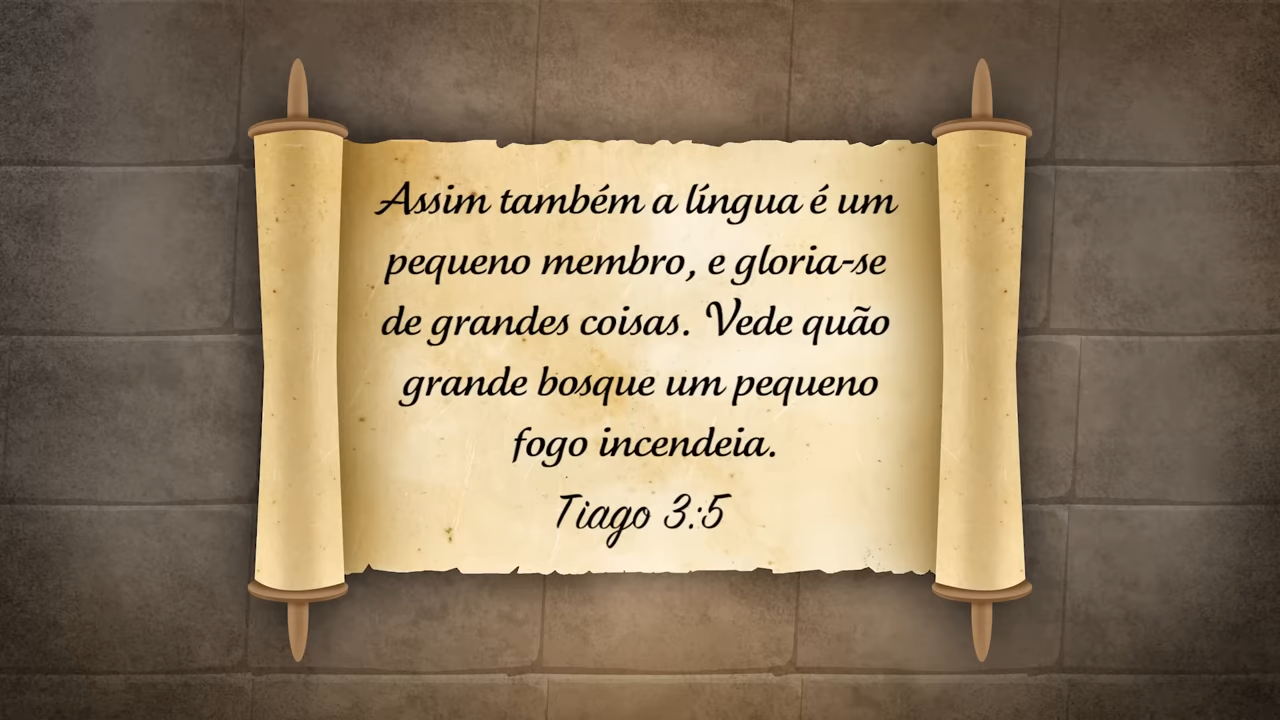 Assim também a língua é um
pequeno membro, e gloria-se
de grandes coisas. Vede quão
grande bosque um pequeno
fogo incendeia.
Tiago 3:5